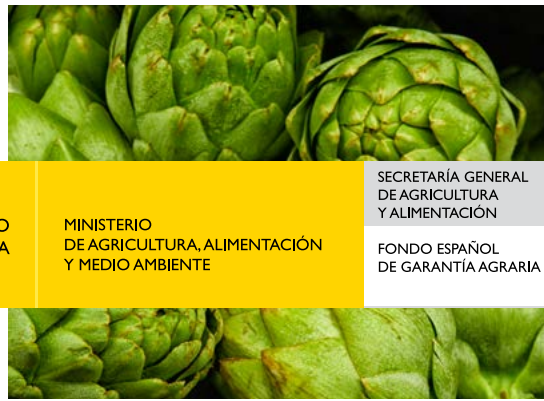 O
A
MINISTERIO
DE AGRICULTURA, ALIMENTACIÓN
Y MEDIO AMBIENTE
SECRETARÍA GENERAL
DE AGRICULTURA
Y ALIMENTACIÓN
FONDO ESPAÑOL
DE GARANTÍA AGRARIA